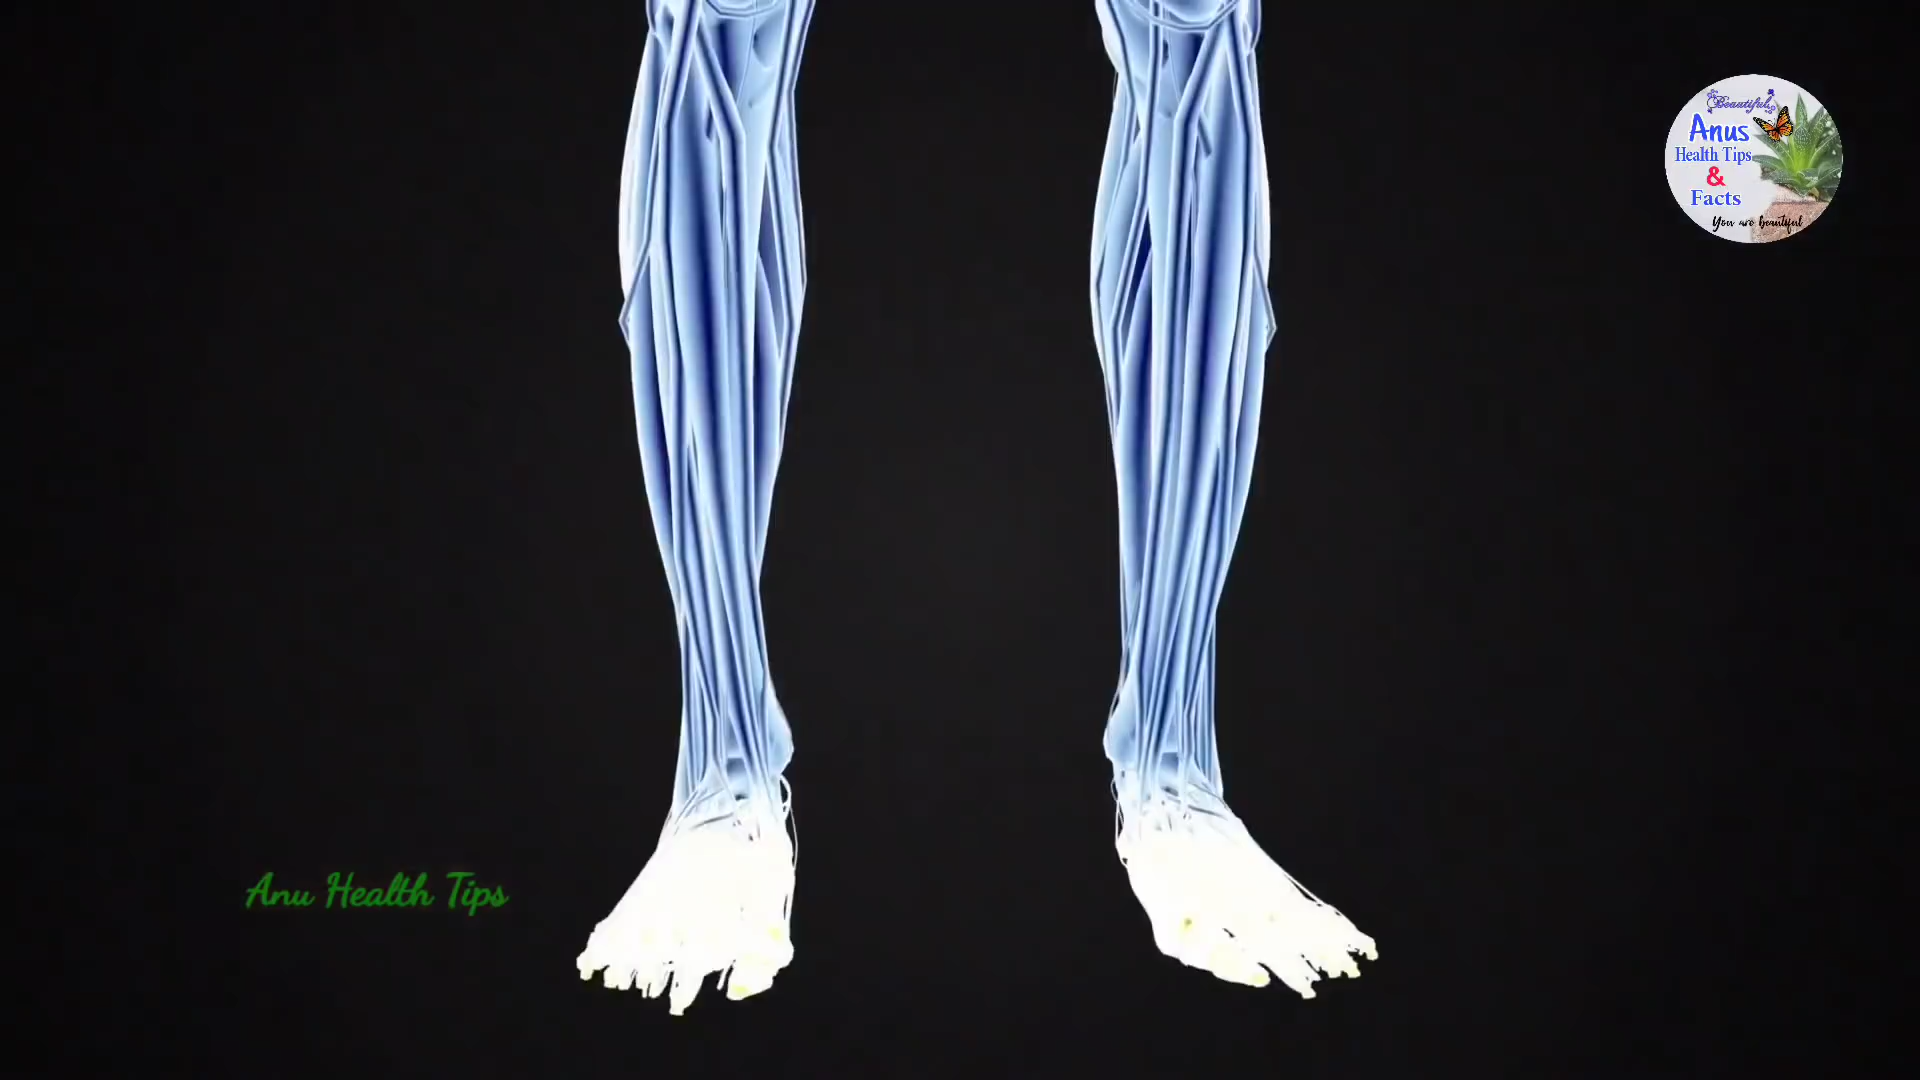 Beautiful
Anus
Health Tips
&
Facts
You are beautiful
Anu Health Tips